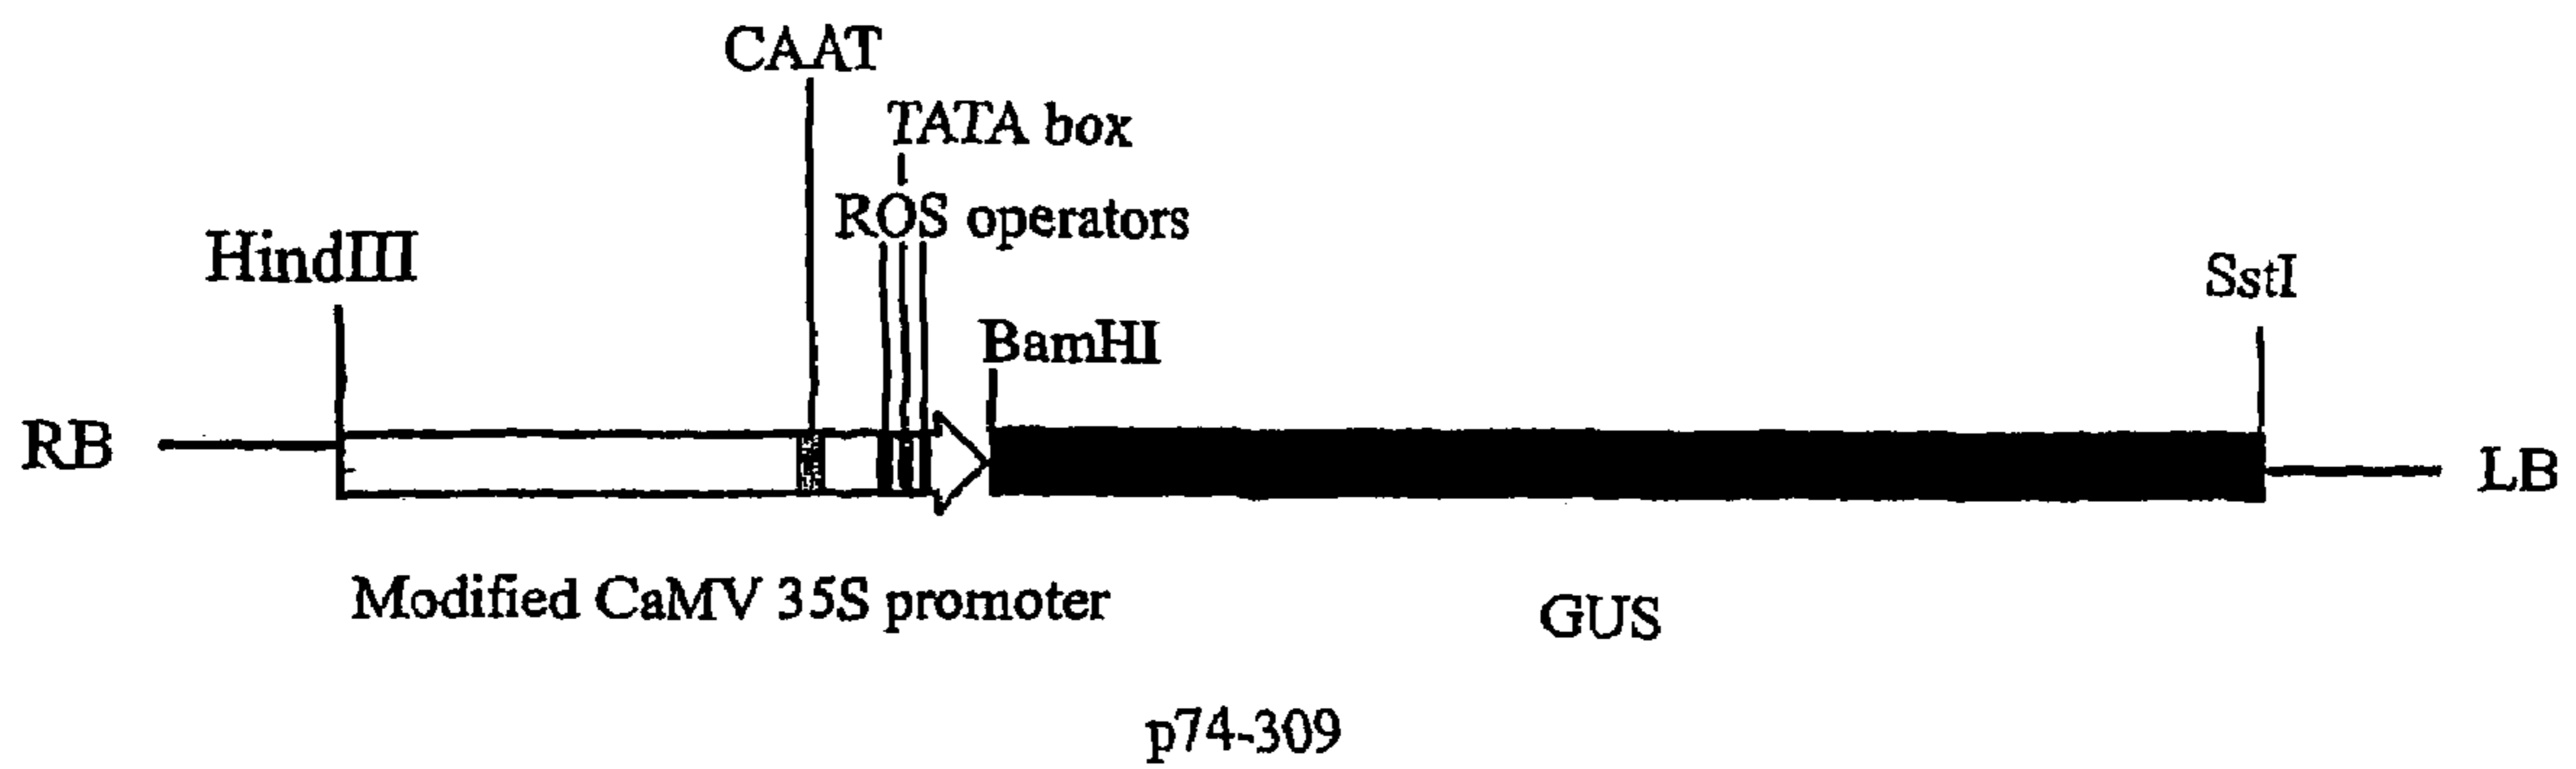 CAAT
TATA box
ROS operators
HindIII
SstI
BamHI
RB
LB
Modified CaMV 35S promoter
GUS
p74-309